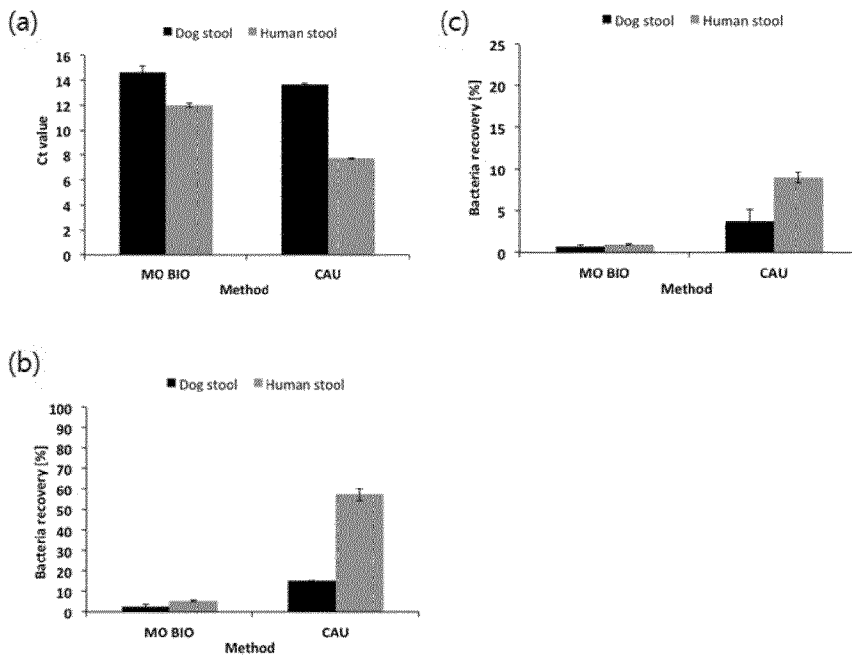 (a)
■ Dog stool ■ Human stool
16
14
12
10
8
6
4
2
0
Ct value
MO BIO CAU
Method
(c)
■ Dog stool ■ Human stool
25
20
15
10
5
0
Bacteria recovery [%]
MO BIO CAU
Method
(b)
■ Dog stool ■ Human stool
100
90
80
70
60
50
40
30
20
10
0
Bacteria recovery [%]
MO BIO CAU
Method